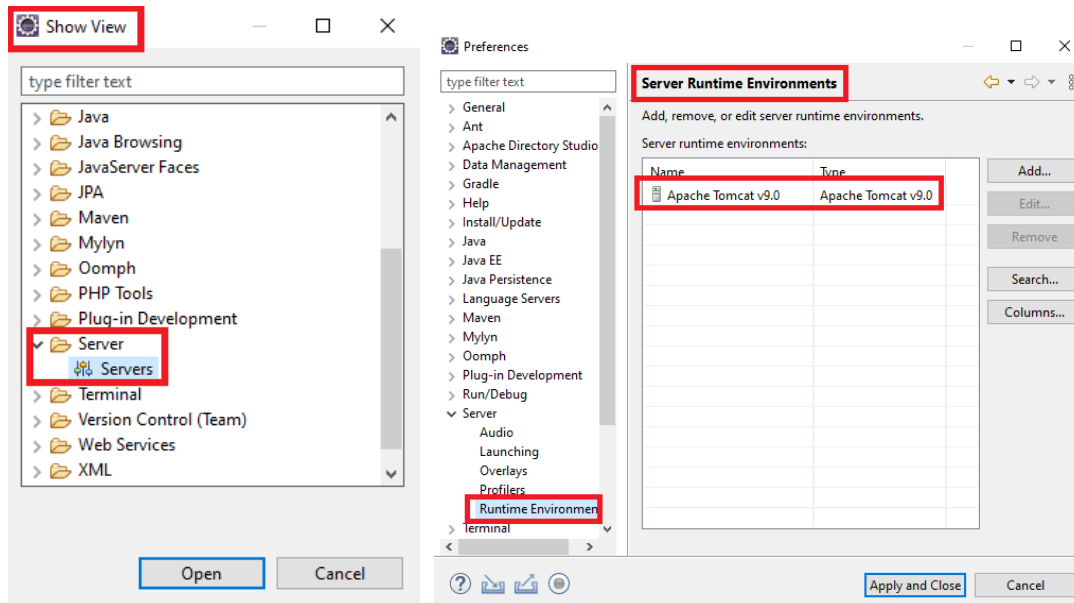 Show View
type filter text
Java
Java Browsing
JavaServer Faces
JPA
Maven
Mylyn
Oomph
PHP Tools
Plug-in Development
Server
Servers
Terminal
Version Control (Team)
Web Services
XML
Open
Cancel
Preferences
type filter text
General
Ant
Apache Directory Studio
Data Management
Gradle
Help
Install/Update
Java
Java EE
Java Persistence
Language Servers
Maven
Mylyn
Oomph
Plug-in Development
Run/Debug
Server
Audio
Launching
Overlays
Profilers
Runtime Environmen
Terminal
Server Runtime Environments
Add, remove, or edit server runtime environments.
Server runtime environments:
Name Type
Apache Tomcat v9.0 Apache Tomcat v9.0
Add...
Edit...
Remove
Search...
Columns...
Apply and Close
Cancel